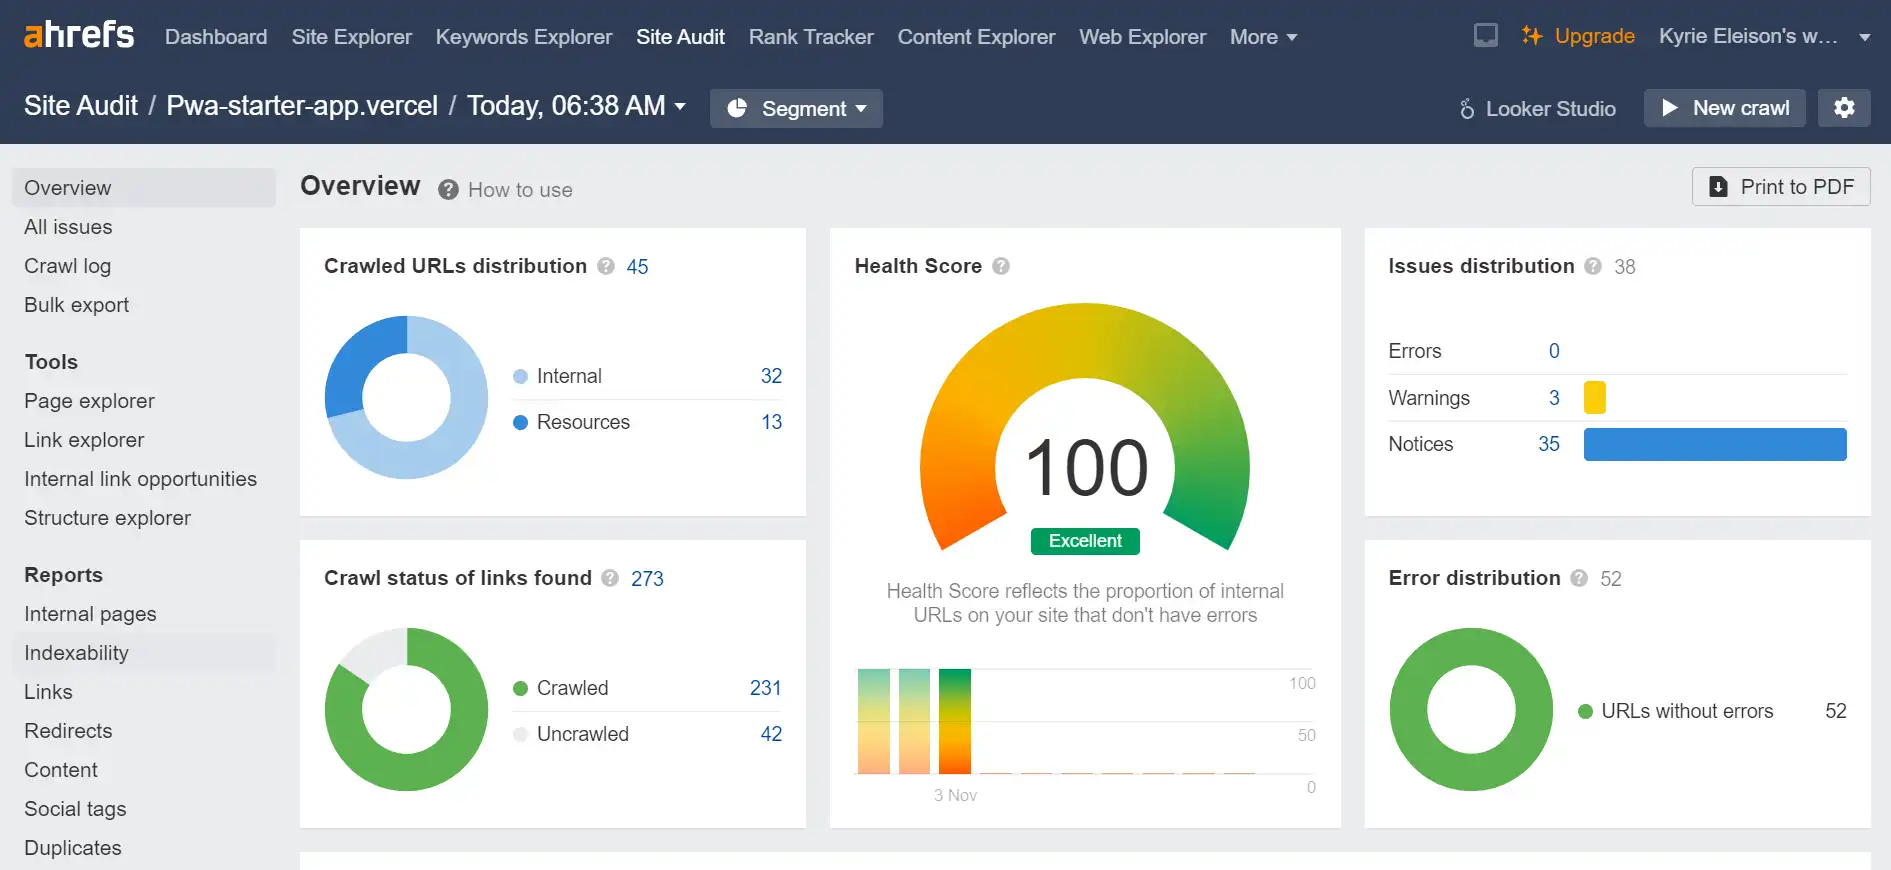 ahrefs Dashboard Site Explorer Keywords Explorer Site Audit Rank Tracker Content Explorer Web Explorer More Upgrade Kyrie Eleison's w...
Site Audit / Pwa-starter-app.vercel / Today, 06:38 AM Segment Looker Studio New crawl
Overview
All issues
Crawl log
Bulk export
Tools
Page explorer
Link explorer
Internal link opportunities
Structure explorer
Reports
Internal pages
Indexability
Links
Redirects
Content
Social tags
Duplicates
Overview ? How to use Print to PDF
Crawled URLs distribution ? 45
Internal 32
Resources 13
Crawl status of links found ? 273
Crawled 231
Uncrawled 42
Health Score ?
100
Excellent
Health Score reflects the proportion of internal
URLs on your site that don't have errors
100
50
0
3 Nov
Issues distribution ? 38
Errors 0
Warnings 3
Notices 35
Error distribution ? 52
URLs without errors 52